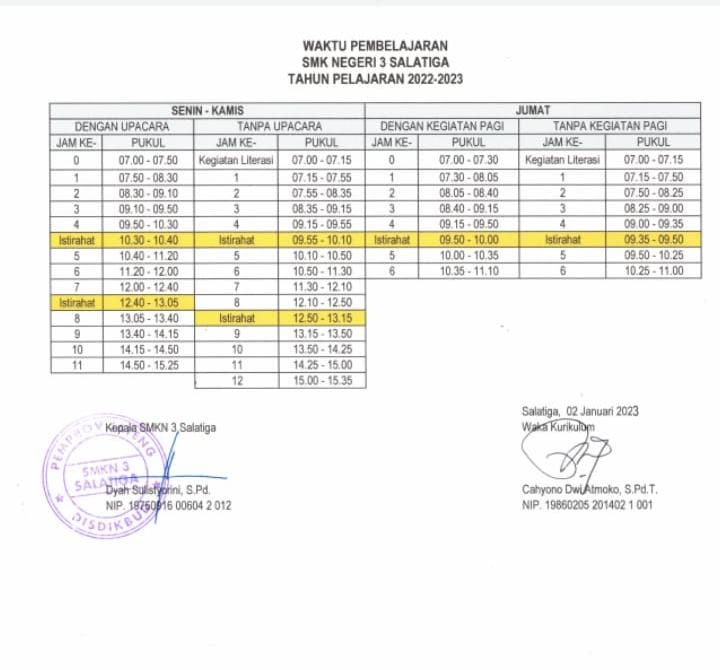 WAKTU PEMBELAJARAN
SMK NEGERI 3 SALATIGA
TAHUN PELAJARAN 2022-2023
SENIN - KAMIS JUMAT
DENGAN UPACARA TANPA UPACARA DENGAN KEGIATAN PAGI TANPA KEGIATAN PAGI
JAM KE- PUKUL JAM KE- PUKUL JAM KE- PUKUL JAM KE- PUKUL
0 07.00 - 07.50 Kegiatan Literasi 07.00 - 07.15 0 07.00 - 07.30 Kegiatan Literasi 07.00 - 07.15
1 07.50 - 08.30 1 07.15 - 07.55 1 07.30 - 08.05 1 07.15 - 07.50
2 08.30 - 09.10 2 07.55 - 08.35 2 08.05 - 08.40 2 07.50 - 08.25
3 09.10 - 09.50 3 08.35 - 09.15 3 08.40 - 09.15 3 08.25 - 09.00
4 09.50 - 10.30 4 09.15 - 09.55 4 09.15 - 09.50 4 09.00 - 09.35
Istirahat 10.30 - 10.40 Istirahat 09.55 - 10.10 Istirahat 09.50 - 10.00 Istirahat 09.35 - 09.50
5 10.40 - 11.20 5 10.10 - 10.50 5 10.00 - 10.35 5 09.50 - 10.25
6 11.20 - 12.00 6 10.50 - 11.30 6 10.35 - 11.10 6 10.25 - 11.00
7 12.00 - 12.40 7 11.30 - 12.10
Istirahat 12.40 - 13.05 8 12.10 - 12.50
8 13.05 - 13.40 Istirahat 12.50 - 13.15
9 13.40 - 14.15 9 13.15 - 13.50
10 14.15 - 14.50 10 13.50 - 14.25
11 14.50 - 15.25 11 14.25 - 15.00
12 15.00 - 15.35
Salatiga, 02 Januari 2023
Kepala SMKN 3 Salatiga Waka Kurikulum
PEMPROV JATENG
SMKN 3
SALATIGA
DISDIKBUD
Dyah Sulistyorini, S.Pd. Cahyono Dwi Atmoko, S.Pd.T.
NIP. 19750916 00604 2 012 NIP. 19860205 201402 1 001